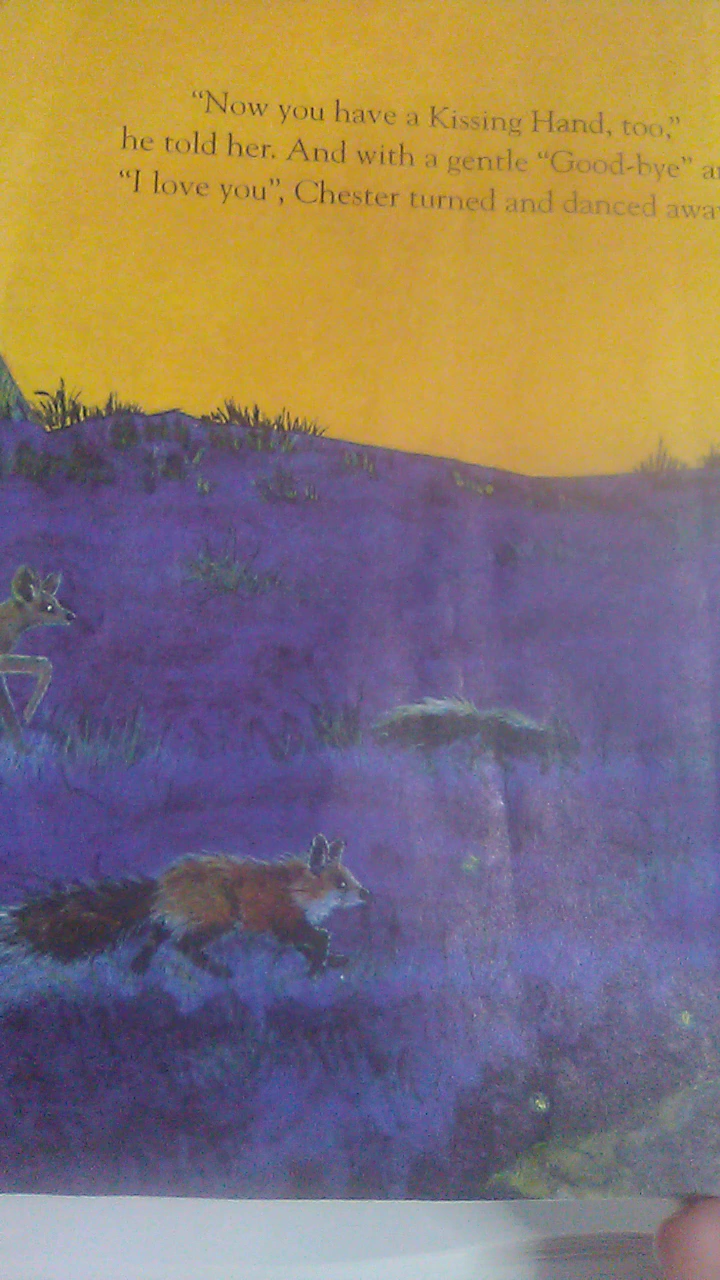 “Now you have a Kissing Hand, too,”
he told her. And with a gentle “Good-bye”
“I love you”, Chester turned and danced